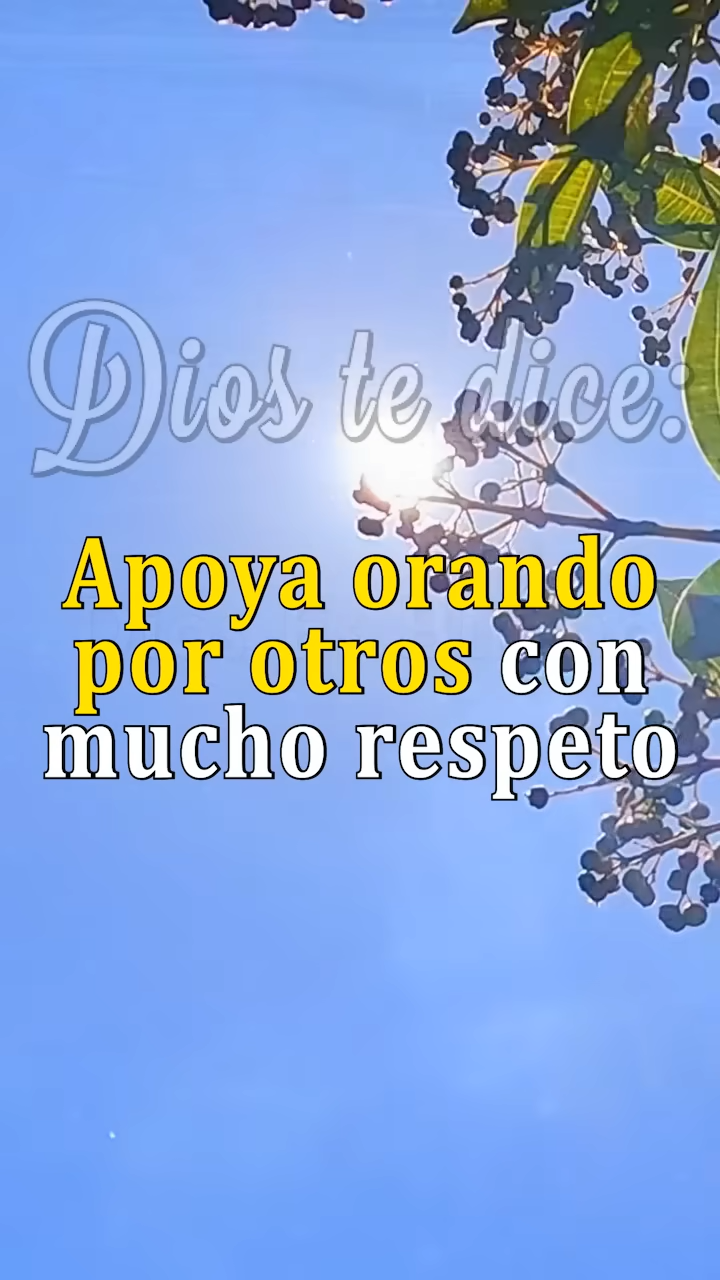 Dios te dice:
Apoya orando
por otros con
mucho respeto